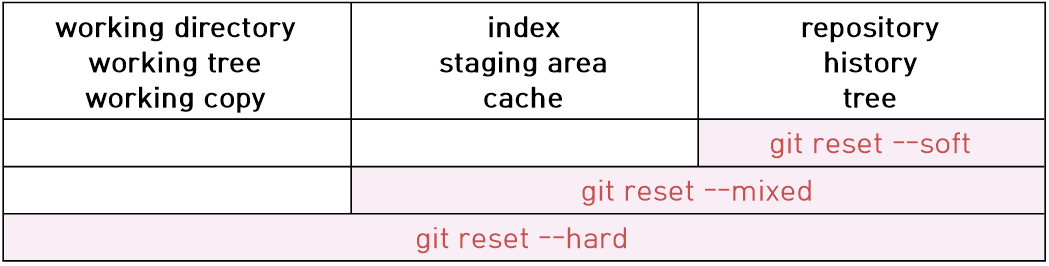 working directory
working tree
working copy
index
staging area
cache
repository
history
tree
git reset --soft
git reset --mixed
git reset --hard